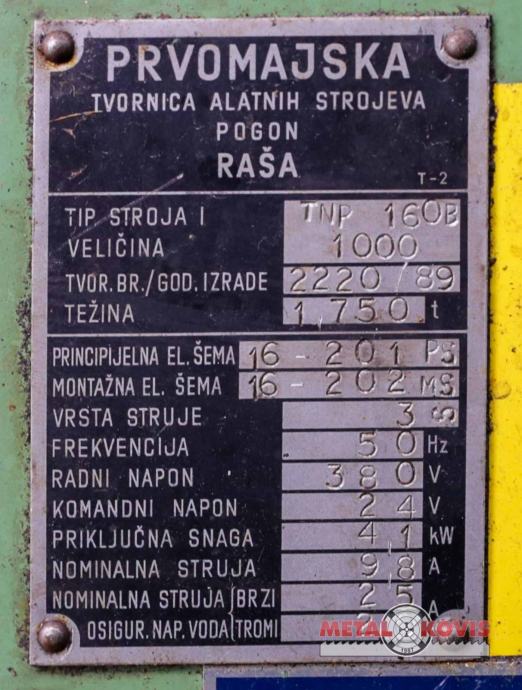 PRVOMAJSKA
TVORNICA ALATNIH STROJEVA
POGON
RAŠA
T-2
TIP STROJA I TNP 160B
VELIČINA 1000
TVOR.BR./GOD. IZRADE 2220/89
TEŽINA 1,750 t
PRINCIPIJELNA EL. ŠEMA 16-201 PS
MONTAŽNA EL. ŠEMA 16-202 MS
VRSTA STRUJE 3 S
FREKVENCIJA 50 Hz
RADNI NAPON 380 V
KOMANDNI NAPON 24 V
PRIKLJUČNA SNAGA 4,1 kW
NOMINALNA STRUJA 9,8 A
NOMINALNA STRUJA BRZI 25 A
OSIGUR. NAP. VODA TROMI
METAL KOVIS